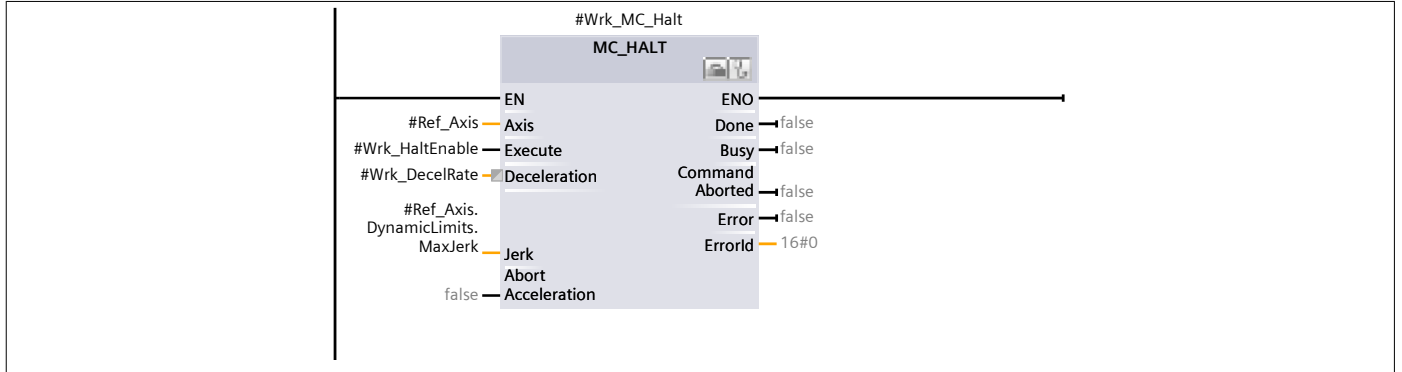 #Wrk_MC_Halt
MC_HALT
EN ENO
#Ref_Axis Axis Done false
#Wrk_HaltEnable Execute Busy false
#Wrk_DecelRate Deceleration Command
Aborted false
#Ref_Axis.
DynamicLimits.
MaxJerk Jerk
Error false
ErrorId 16#0
Abort
false Acceleration